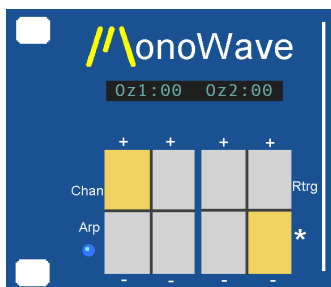 MonoWave
Oz1:00 Oz2:00
+ + + +
Chan Rtrg
Arp *
- - - -